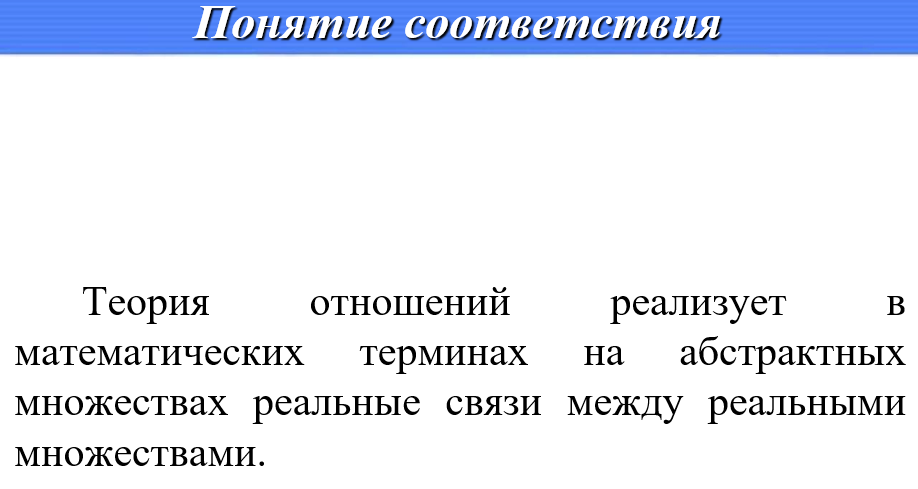 Понятие соответствия
Теория отношений реализует в
математических терминах на абстрактных
множествах реальные связи между реальными
множествами.